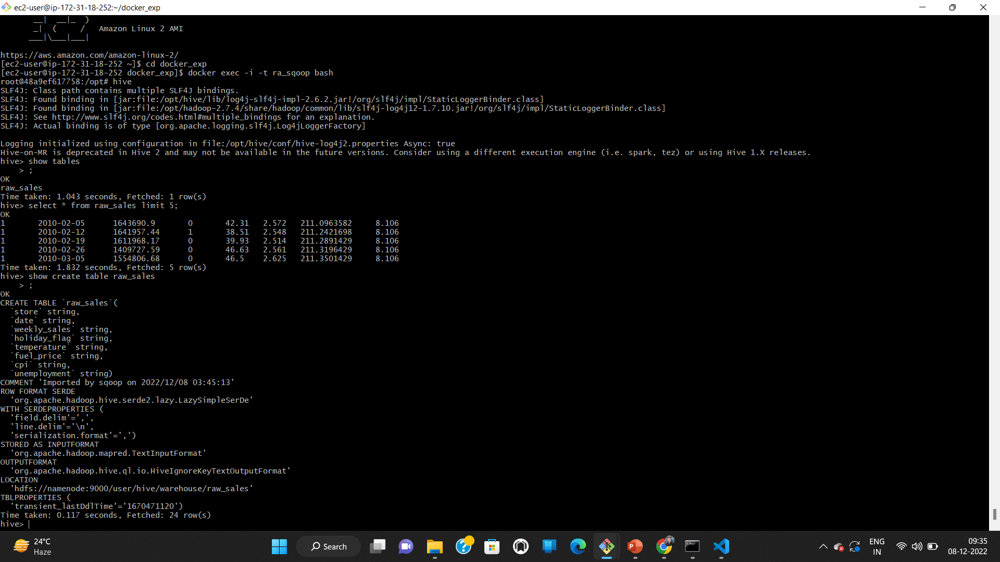 ec2-user@ip-172-31-18-252:~/docker_exp
__|  __|_  )
_|  (     /   Amazon Linux 2 AMI
___|\___|___|
https://aws.amazon.com/amazon-linux-2/
[ec2-user@ip-172-31-18-252 ~]$ cd docker_exp
[ec2-user@ip-172-31-18-252 docker_exp]$ docker exec -i -t ra_sqoop bash
root@48a9ef617758:/opt# hive
SLF4J: Class path contains multiple SLF4J bindings.
SLF4J: Found binding in [jar:file:/opt/hive/lib/log4j-slf4j-impl-2.6.2.jar!/org/slf4j/impl/StaticLoggerBinder.class]
SLF4J: Found binding in [jar:file:/opt/hadoop-2.7.4/share/hadoop/common/lib/slf4j-log4j12-1.7.10.jar!/org/slf4j/impl/StaticLoggerBinder.class]
SLF4J: See http://www.slf4j.org/codes.html#multiple_bindings for an explanation.
SLF4J: Actual binding is of type [org.apache.logging.slf4j.Log4jLoggerFactory]
Logging initialized using configuration in file:/opt/hive/conf/hive-log4j2.properties Async: true
Hive-on-MR is deprecated in Hive 2 and may not be available in the future versions. Consider using a different execution engine (i.e. spark, tez) or using Hive 1.X releases.
hive> show tables
    > ;
OK
raw_sales
Time taken: 1.043 seconds, Fetched: 1 row(s)
hive> select * from raw_sales limit 5;
OK
1       2010-02-05      1643690.9       0       42.31   2.572   211.0963582     8.106
1       2010-02-12      1641957.44      1       38.51   2.548   211.2421698     8.106
1       2010-02-19      1611968.17      0       39.93   2.514   211.2891429     8.106
1       2010-02-26      1409727.59      0       46.63   2.561   211.3196429     8.106
1       2010-03-05      1554806.68      0       46.5    2.625   211.3501429     8.106
Time taken: 1.832 seconds, Fetched: 5 row(s)
hive> show create table raw_sales
    > ;
OK
CREATE TABLE `raw_sales`(
  `store` string,
  `date` string,
  `weekly_sales` string,
  `holiday_flag` string,
  `temperature` string,
  `fuel_price` string,
  `cpi` string,
  `unemployment` string)
COMMENT 'Imported by sqoop on 2022/12/08 03:45:13'
ROW FORMAT SERDE
  'org.apache.hadoop.hive.serde2.lazy.LazySimpleSerDe'
WITH SERDEPROPERTIES (
  'field.delim'=',',
  'line.delim'='\n',
  'serialization.format'=',')
STORED AS INPUTFORMAT
  'org.apache.hadoop.mapred.TextInputFormat'
OUTPUTFORMAT
  'org.apache.hadoop.hive.ql.io.HiveIgnoreKeyTextOutputFormat'
LOCATION
  'hdfs://namenode:9000/user/hive/warehouse/raw_sales'
TBLPROPERTIES (
  'transient_lastDdlTime'='1670471120')
Time taken: 0.117 seconds, Fetched: 24 row(s)
hive>
24°C
Haze
Search
ENG
IN
09:35
08-12-2022